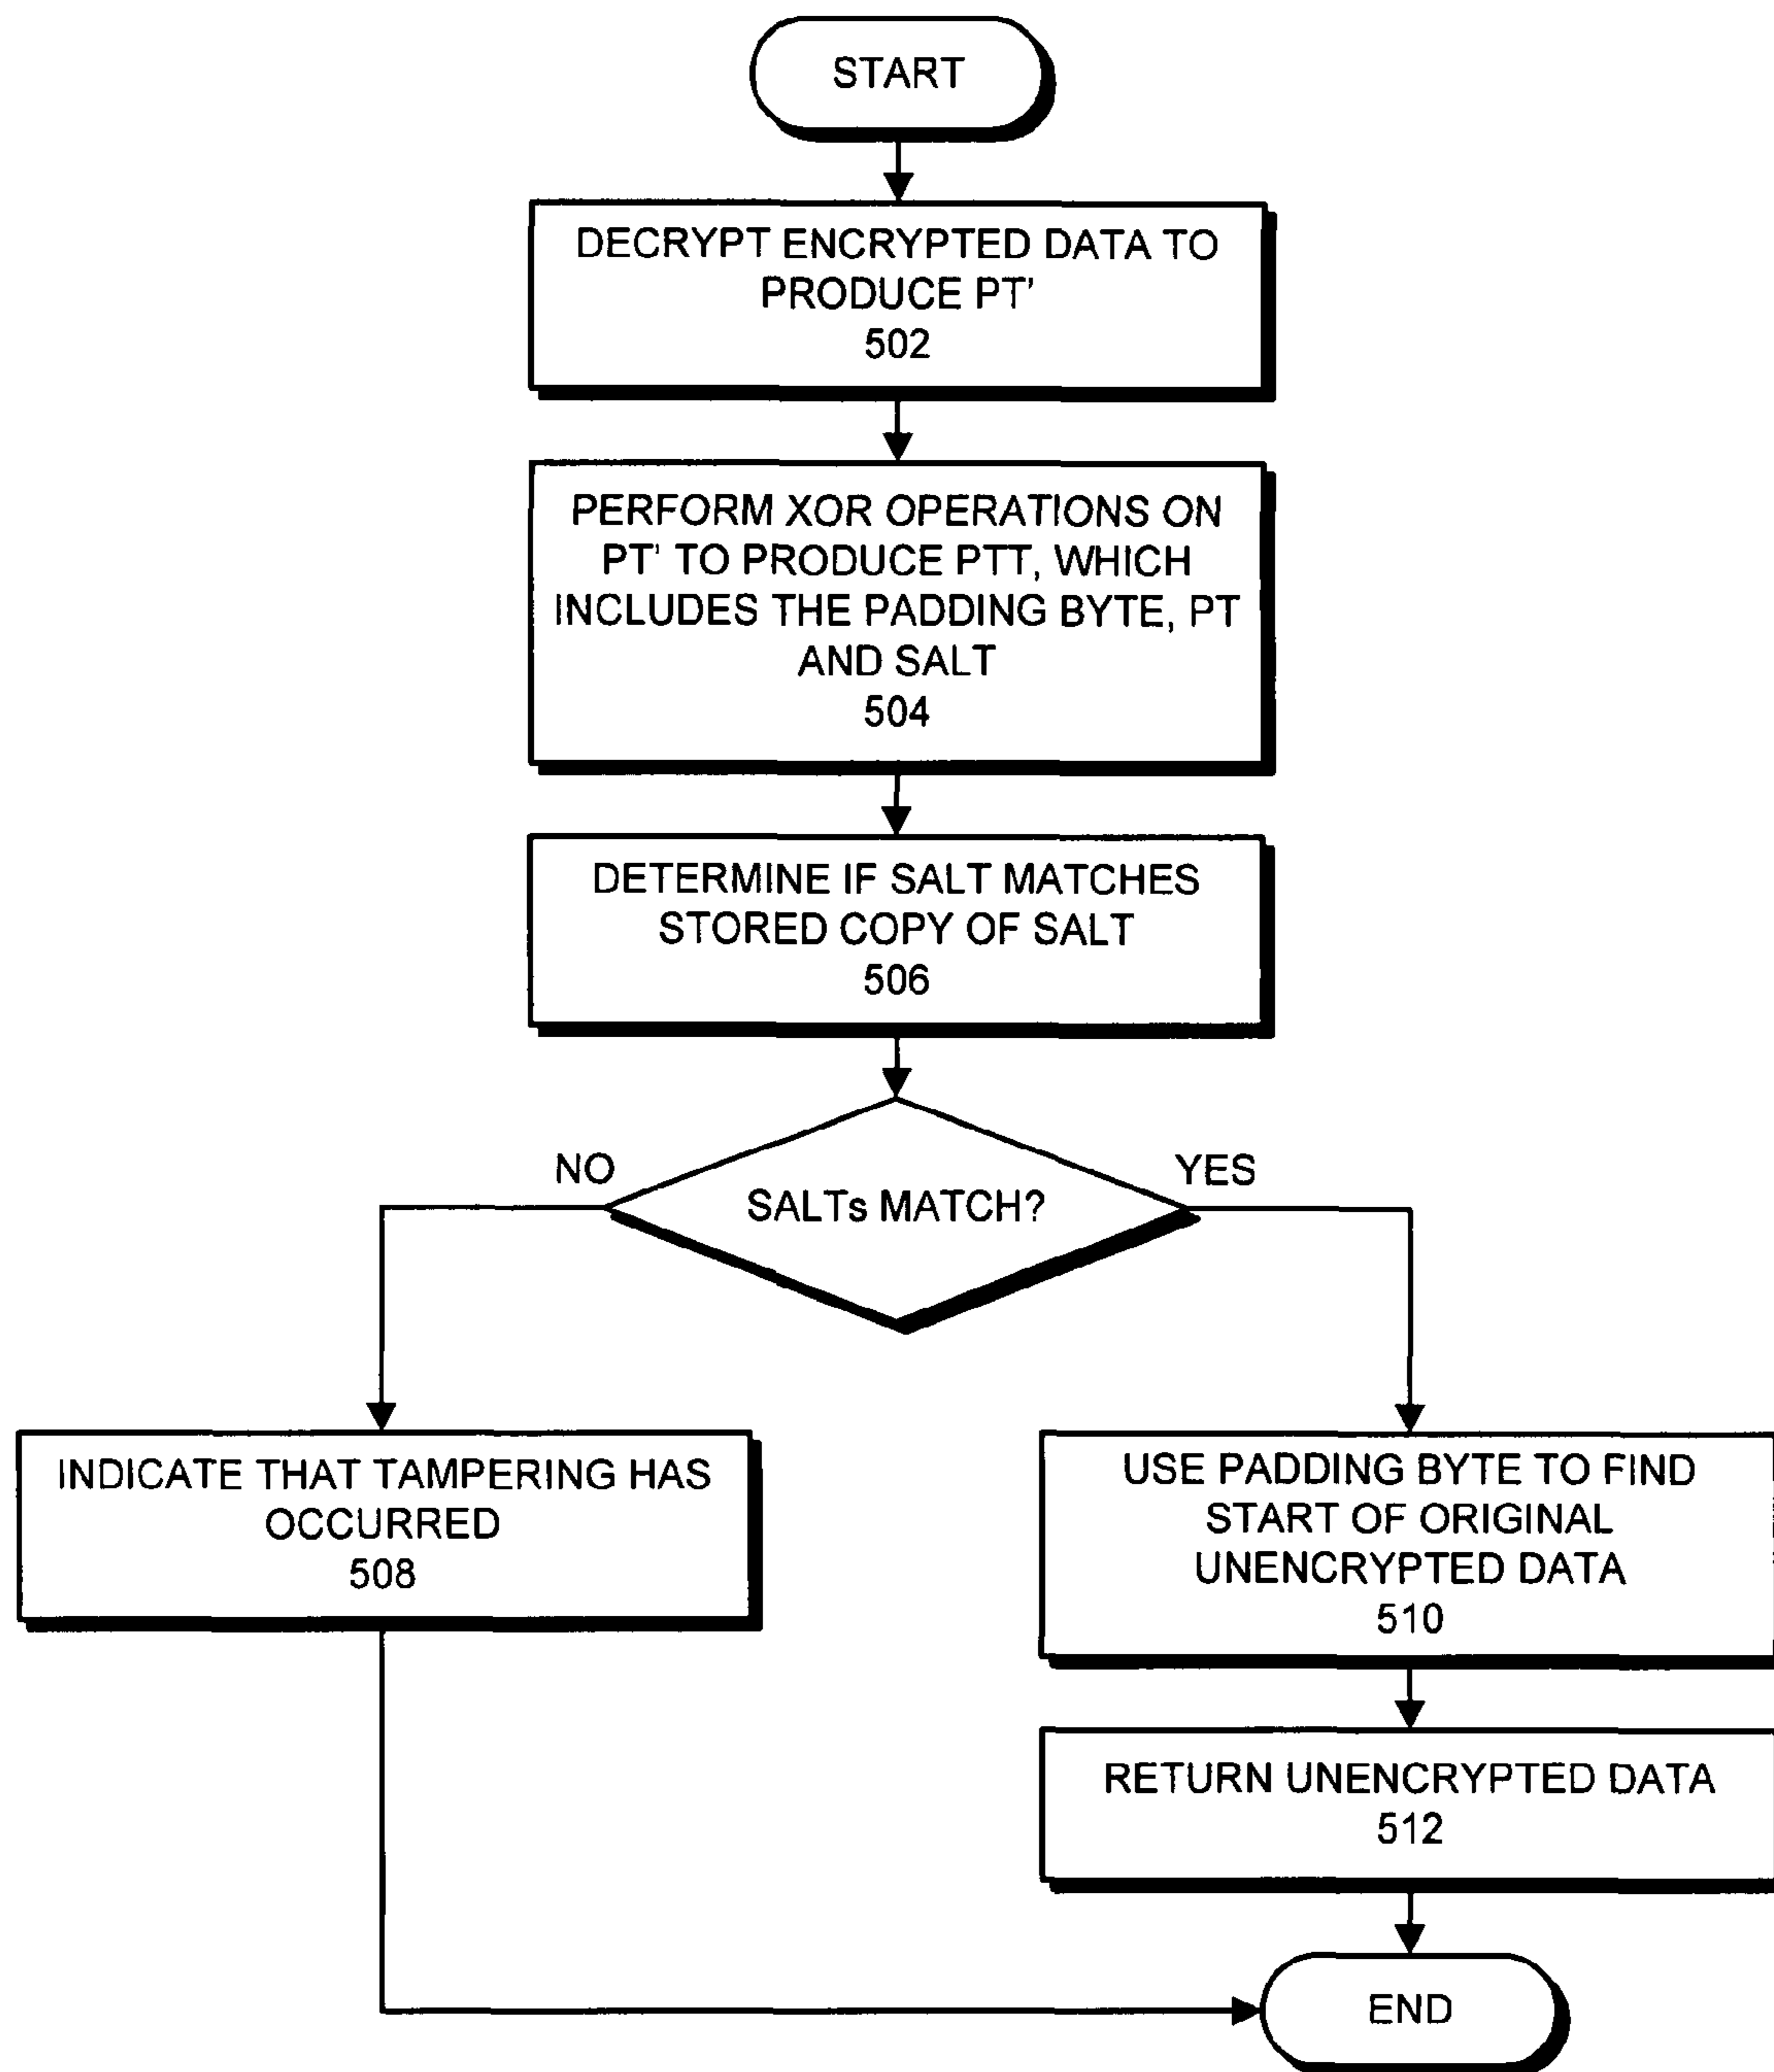 START
DECRYPT ENCRYPTED DATA TO
PRODUCE PT'
502
PERFORM XOR OPERATIONS ON
PT' TO PRODUCE PTT, WHICH
INCLUDES THE PADDING BYTE, PT
AND SALT
504
DETERMINE IF SALT MATCHES
STORED COPY OF SALT
506
NO
YES
SALTs MATCH?
INDICATE THAT TAMPERING HAS
OCCURRED
508
USE PADDING BYTE TO FIND
START OF ORIGINAL
UNENCRYPTED DATA
510
RETURN UNENCRYPTED DATA
512
END